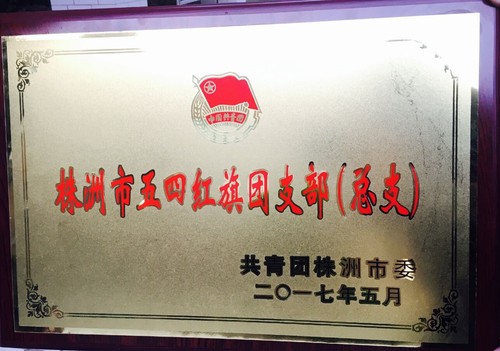 中国共青团
株洲市五四红旗团支部(总支)
共青团株洲市委
二〇一七年五月